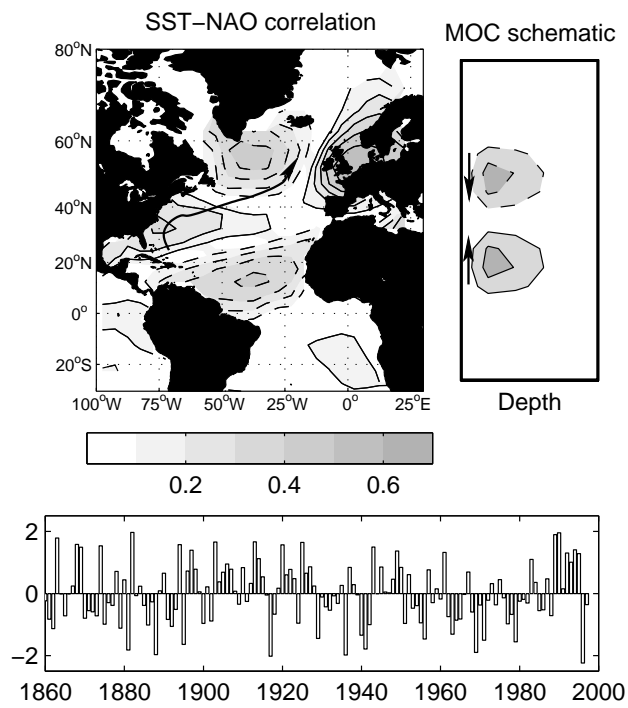 SST−NAO correlation
MOC schematic
80°N
60°N
40°N
20°N
0°
20°S
100°W 75°W 50°W 25°W 0° 25°E
Depth
0.2 0.4 0.6
2
0
−2
1860 1880 1900 1920 1940 1960 1980 2000